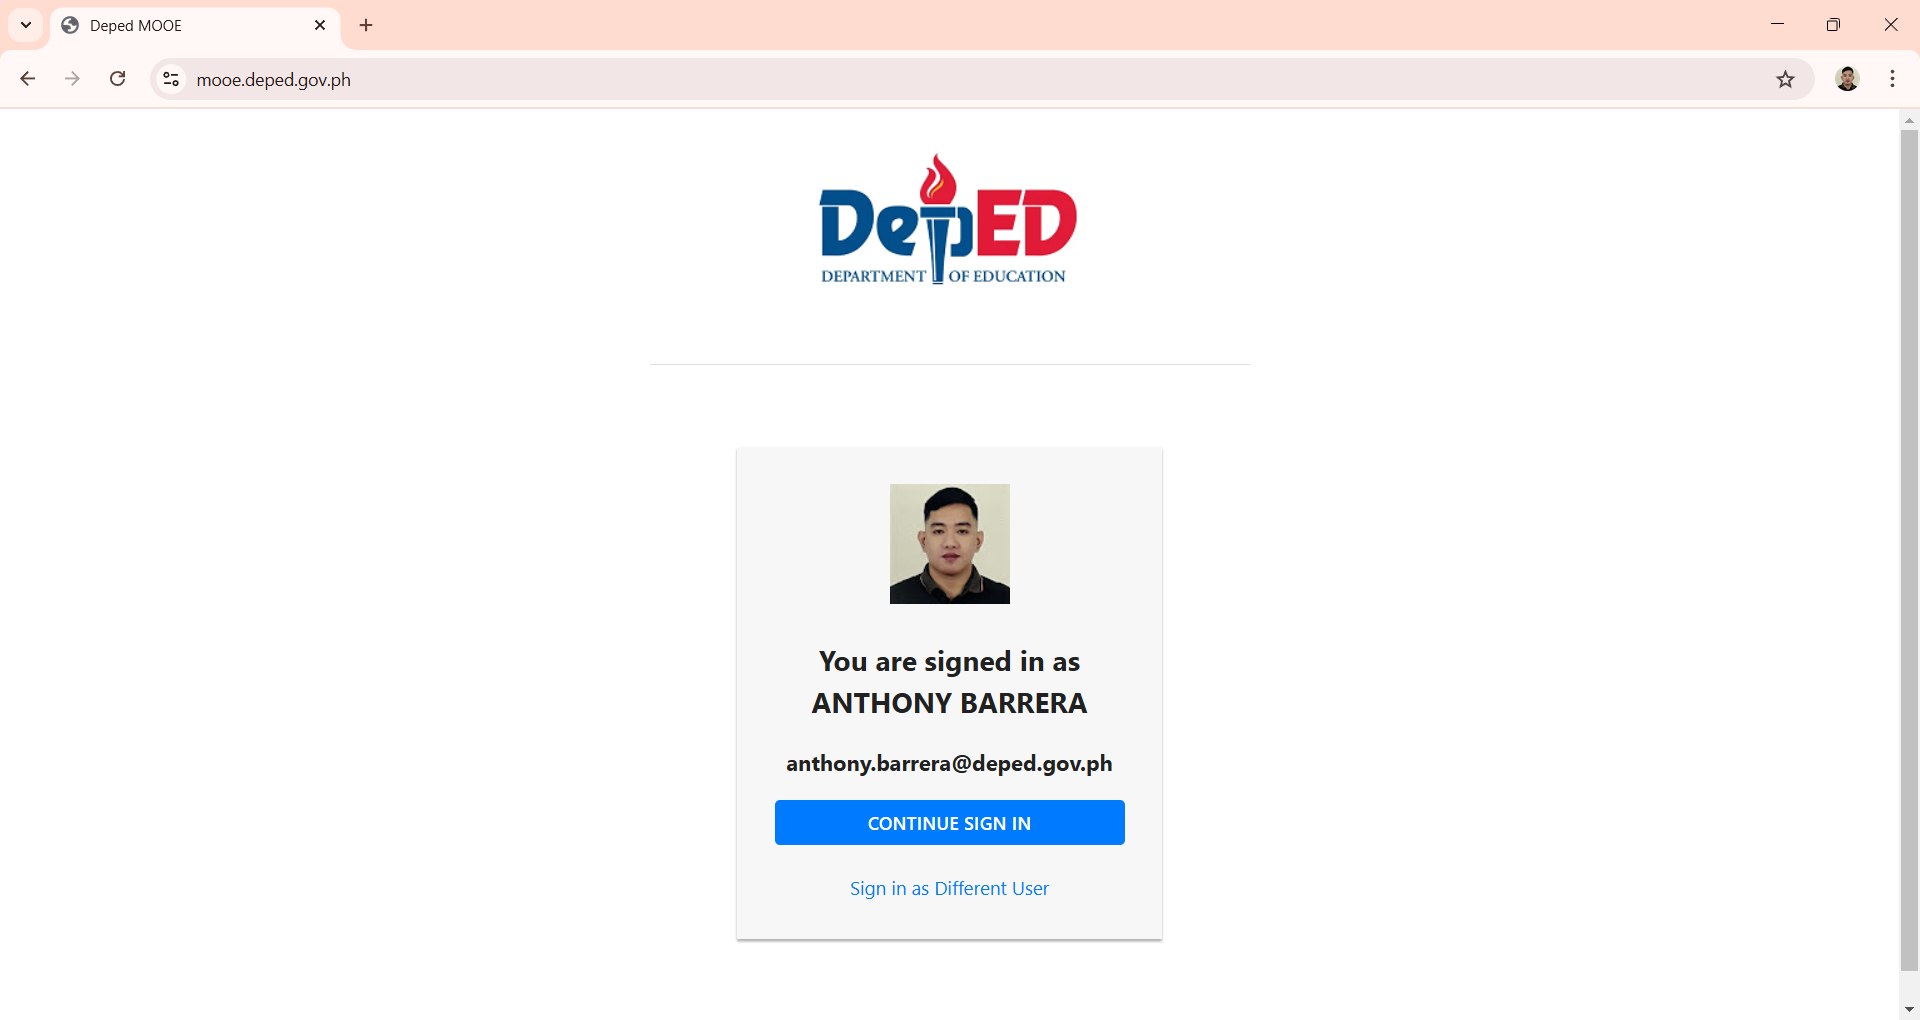 Deped MOOE
mooe.deped.gov.ph
DepED
DEPARTMENT OF EDUCATION
You are signed in as
ANTHONY BARRERA
anthony.barrera@deped.gov.ph
CONTINUE SIGN IN
Sign in as Different User